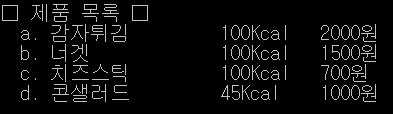 □ 제품 목록 □
a. 감자튀김 100Kcal 2000원
b. 너겟 100Kcal 1500원
c. 치즈스틱 100Kcal 700원
d. 콘샐러드 45Kcal 1000원